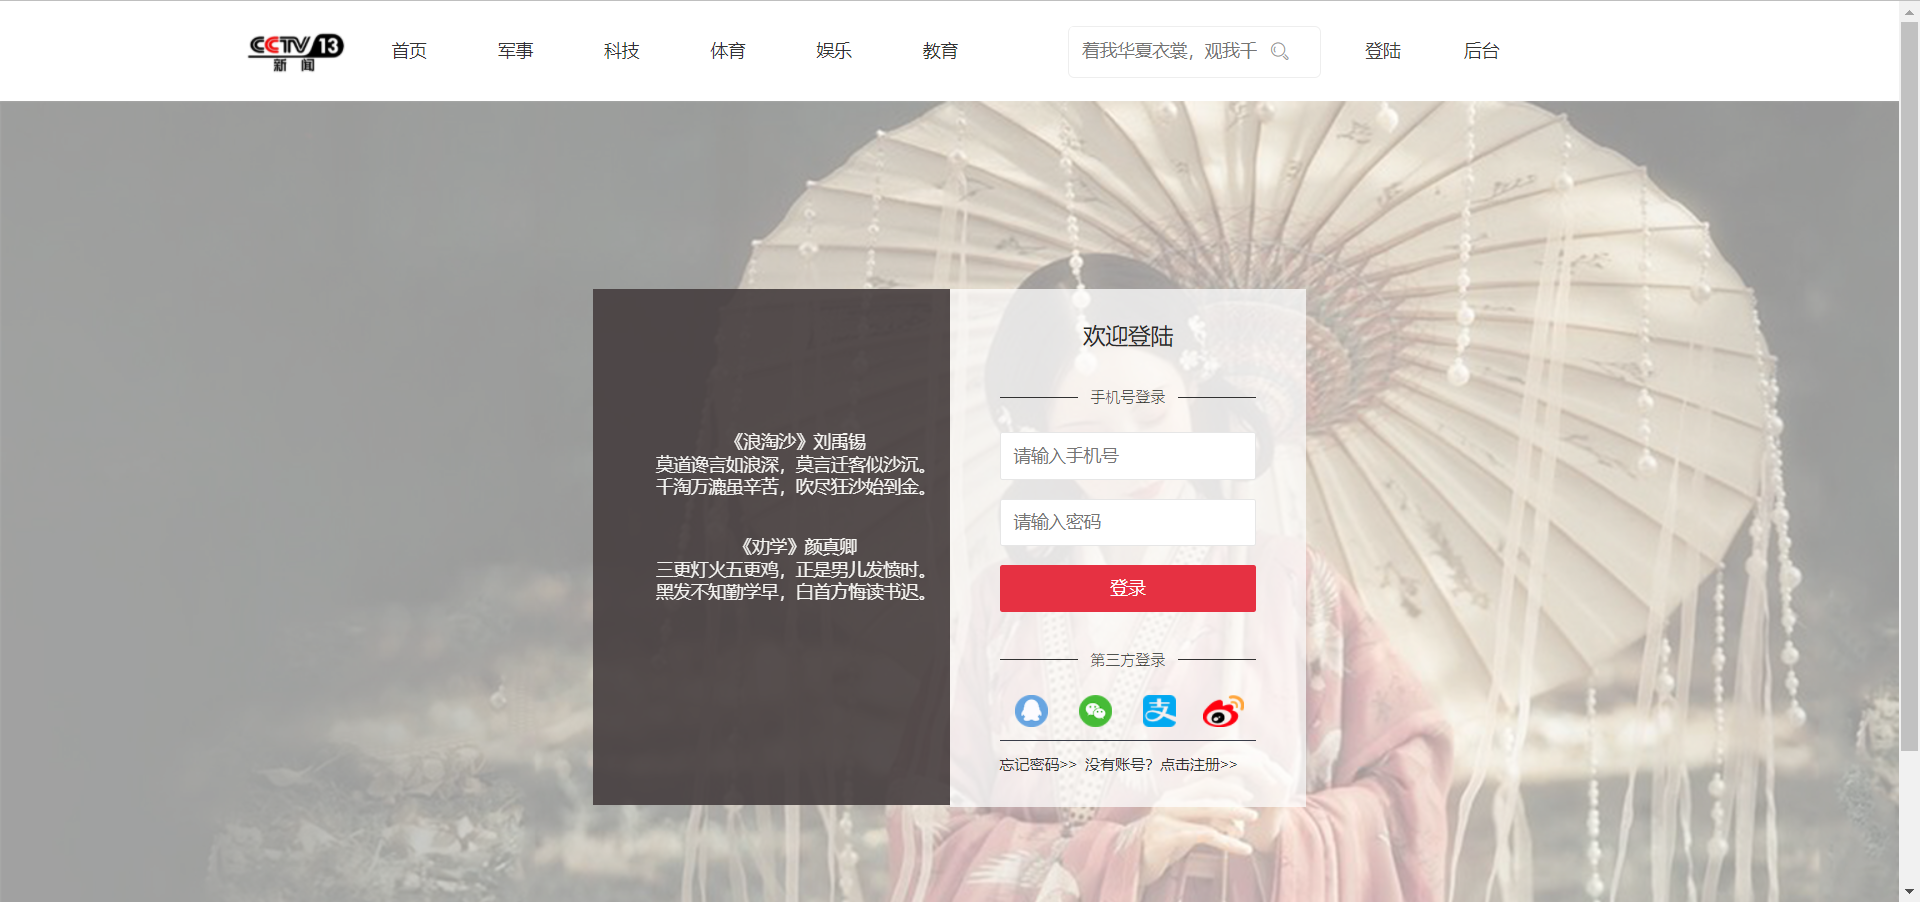 CCTV 13
新闻
首页 军事 科技 体育 娱乐 教育 着我华夏衣裳，观我千 登陆 后台
《浪淘沙》刘禹锡
莫道谗言如浪深，莫言迁客似沙沉。
千淘万漉虽辛苦，吹尽狂沙始到金。
《劝学》颜真卿
三更灯火五更鸡，正是男儿发愤时。
黑发不知勤学早，白首方悔读书迟。
欢迎登陆
手机号登录
请输入手机号
请输入密码
登录
第三方登录
支
忘记密码>> 没有账号？点击注册>>